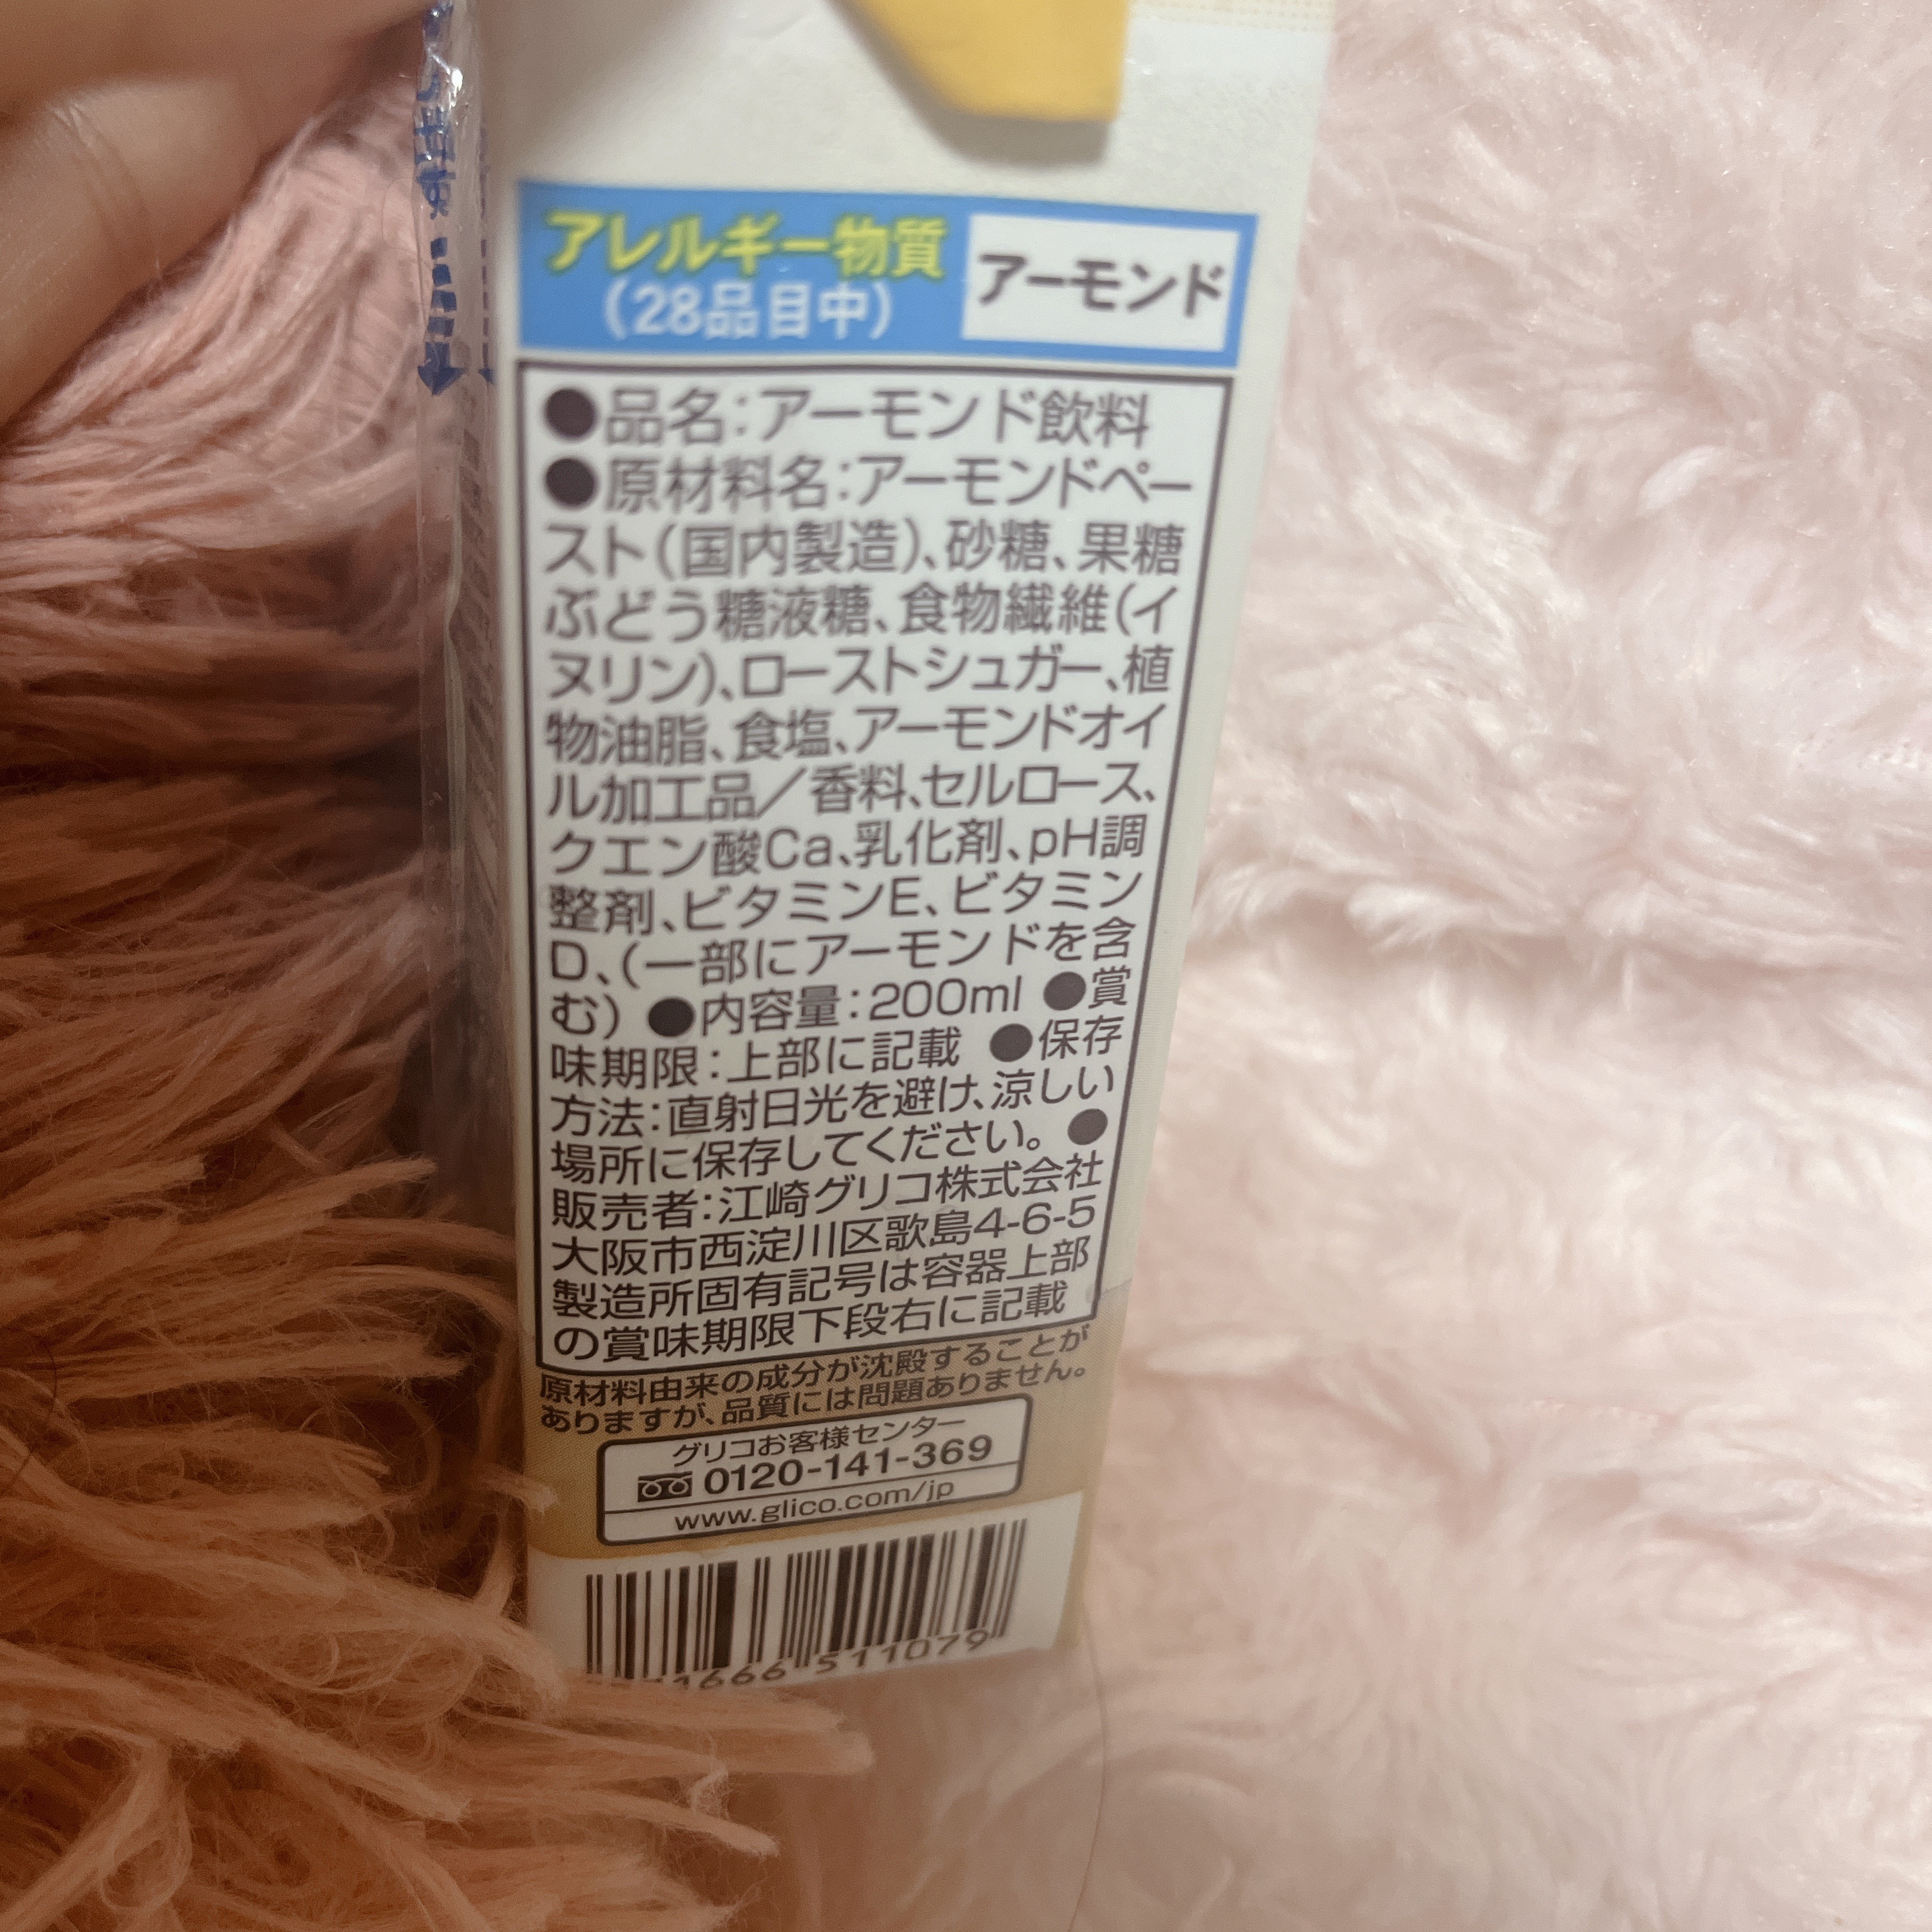 アレルギー物質
(28品目中)
アーモンド
●品名:アーモンド飲料
●原材料名:アーモンドペー
スト(国内製造)、砂糖、果糖
ぶどう糖液糖、食物繊維(イ
ヌリン)、ローストシュガー、植
物油脂、食塩、アーモンドオイ
ル加工品/香料、セルロース、
クエン酸Ca、乳化剤、pH調
整剤、ビタミンE、ビタミン
D、(一部にアーモンドを含
む) ●内容量:200ml ●賞
味期限:上部に記載 ●保存
方法:直射日光を避け、涼しい
場所に保存してください。●
販売者:江崎グリコ株式会社
大阪市西淀川区歌島4-6-5
製造所固有記号は容器上部
の賞味期限下段右に記載
原材料由来の成分が沈殿することが
ありますが、品質には問題ありません。
グリコお客様センター
0120-141-369
www.glico.com/jp
1666 511079